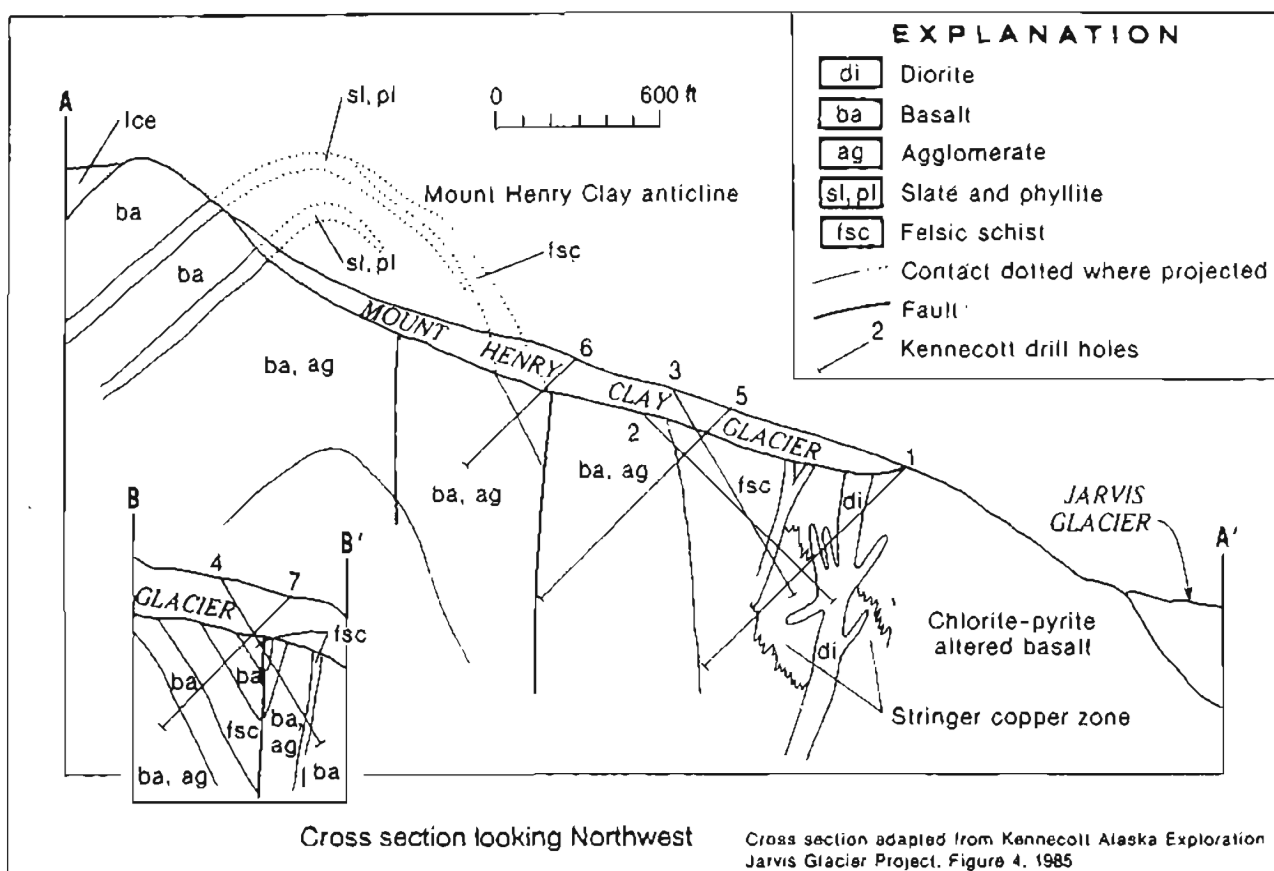 EXPLANATION
di Diorite
ba Basalt
ag Agglomerate
sl, pl Slate and phyllite
fsc Felsic schist
Contact dotted where projected
Fault
2
Kennecott drill holes
A
Ice
sl, pl
0 600 ft
Mount Henry Clay anticline
ba
fsc
ba
sl, pl
MOUNT HENRY CLAY GLACIER
6
3
5
2
1
ba, ag
ba, ag
ba, ag
fsc
di
JARVIS
GLACIER
A'
B
B'
4
7
GLACIER
fsc
ba
ba
fsc
ba,
ag
ba, ag
ba
Chlorite-pyrite
altered basalt
di
Stringer copper zone
Cross section looking Northwest
Cross section adapted from Kennecott Alaska Exploration
Jarvis Glacier Project, Figure 4, 1985